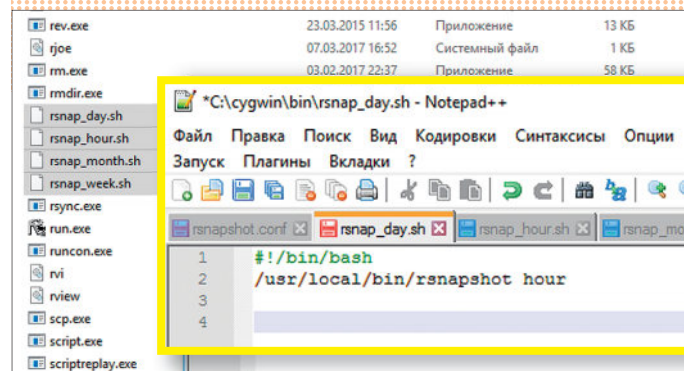 rev.exe 23.03.2015 11:56 Приложение 13 КБ
rjoe 07.03.2017 16:52 Системный файл 1 КБ
rm.exe 03.02.2017 22:37 Приложение 58 КБ
rmdir.exe
rsnap_day.sh
rsnap_hour.sh
rsnap_month.sh
rsnap_week.sh
rsync.exe
run.exe
runcon.exe
rvi
rview
scp.exe
script.exe
scriptreplay.exe
*C:\cygwin\bin\rsnap_day.sh - Notepad++
Файл Правка Поиск Вид Кодировки Синтаксисы Опции
Запуск Плагины Вкладки ?
rsnapshot.conf rsnap_day.sh rsnap_hour.sh rsnap_mo
1 #!/bin/bash
2 /usr/local/bin/rsnapshot hour
3
4